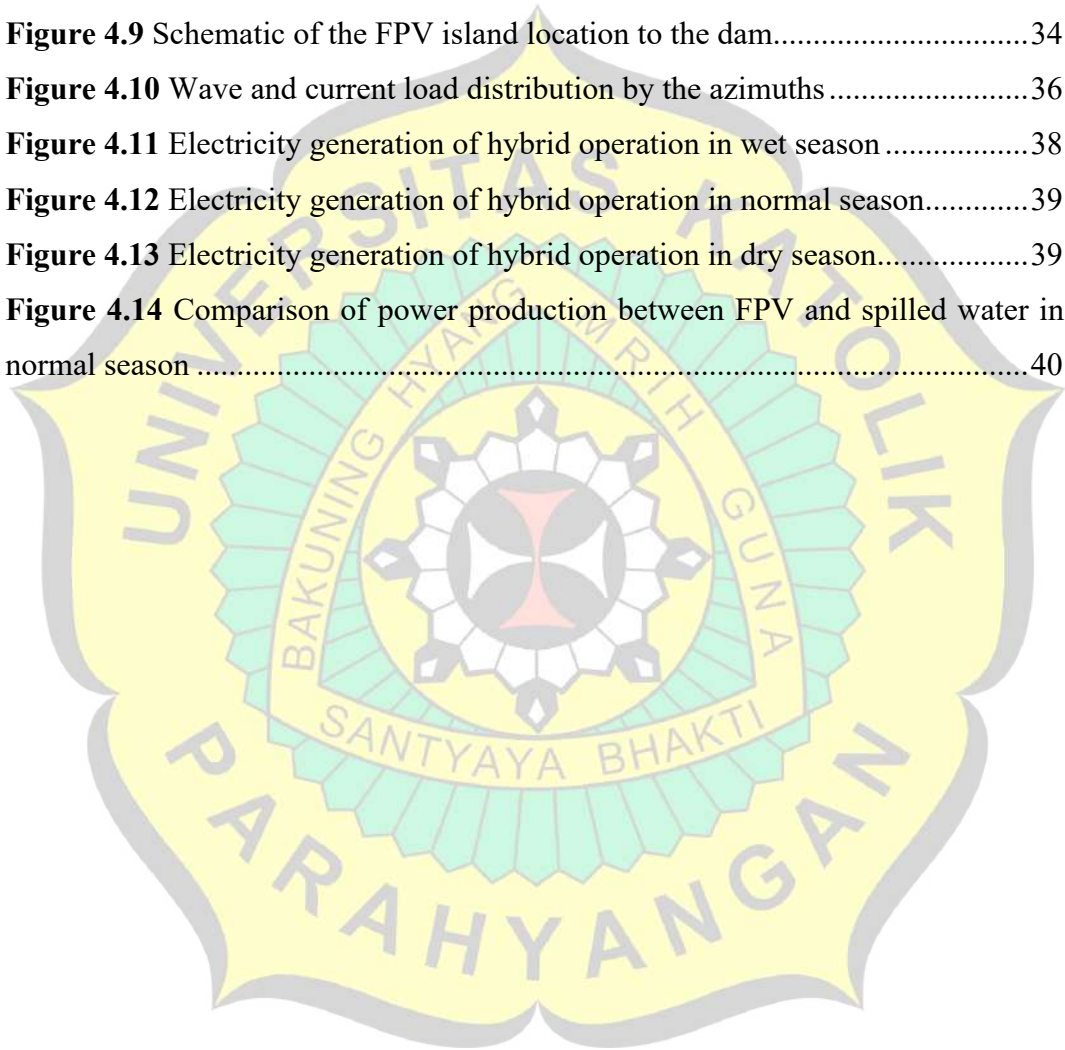 Figure 4.9 Schematic of the FPV island location to the dam..............................34
Figure 4.10 Wave and current load distribution by the azimuths.......................36
Figure 4.11 Electricity generation of hybrid operation in wet season.................38
Figure 4.12 Electricity generation of hybrid operation in normal season............39
Figure 4.13 Electricity generation of hybrid operation in dry season..................39
Figure 4.14 Comparison of power production between FPV and spilled water in
normal season....................................................................................................40
UNIVERSITAS KATOLIK
PARAHYANGAN
BAKUNING HYANG MRIH GUNA
SANTYAYA BHAKTI